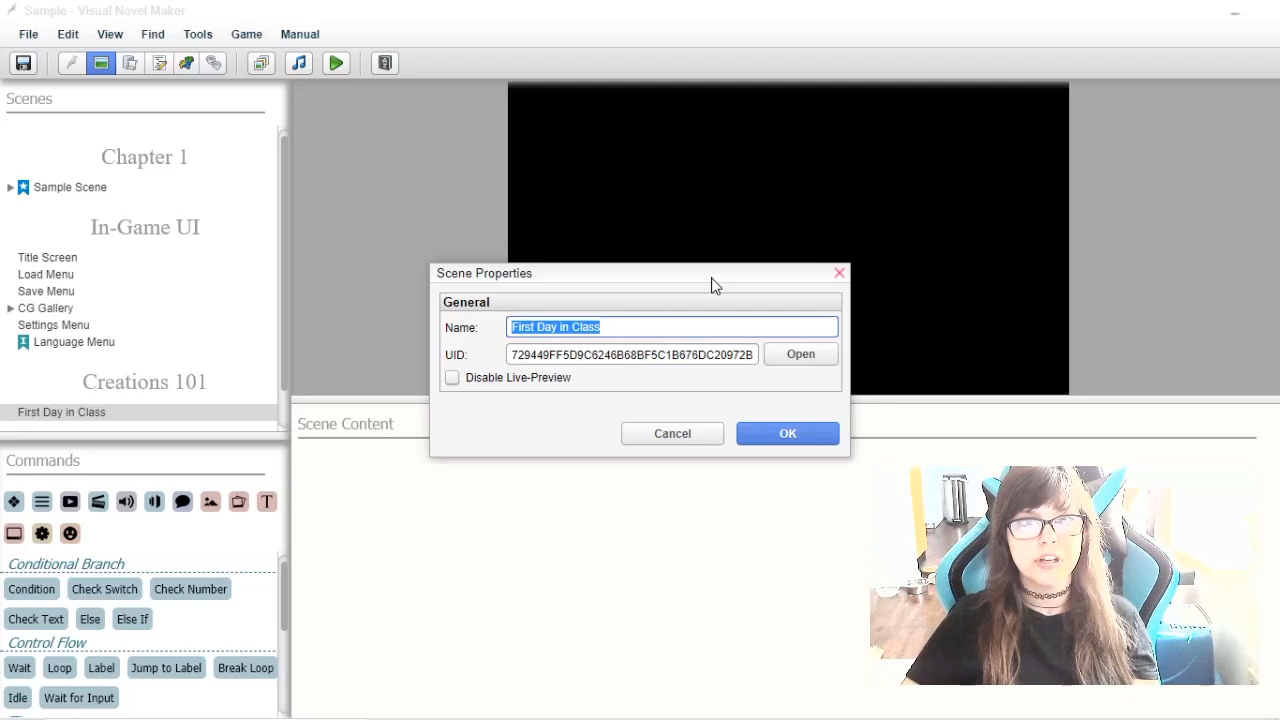 Sample - Visual Novel Maker
File Edit View Find Tools Game Manual
Scenes
Chapter 1
Sample Scene
In-Game UI
Title Screen
Load Menu
Save Menu
CG Gallery
Settings Menu
Language Menu
Creations 101
First Day in Class
Scene Properties
General
Name: First Day in Class
UID: 729449FF5D9C6246B68BF5C1B676DC20972B Open
Disable Live-Preview
Cancel OK
Scene Content
Commands
T
Conditional Branch
Condition Check Switch Check Number
Check Text Else Else If
Control Flow
Wait Loop Label Jump to Label Break Loop
Idle Wait for Input